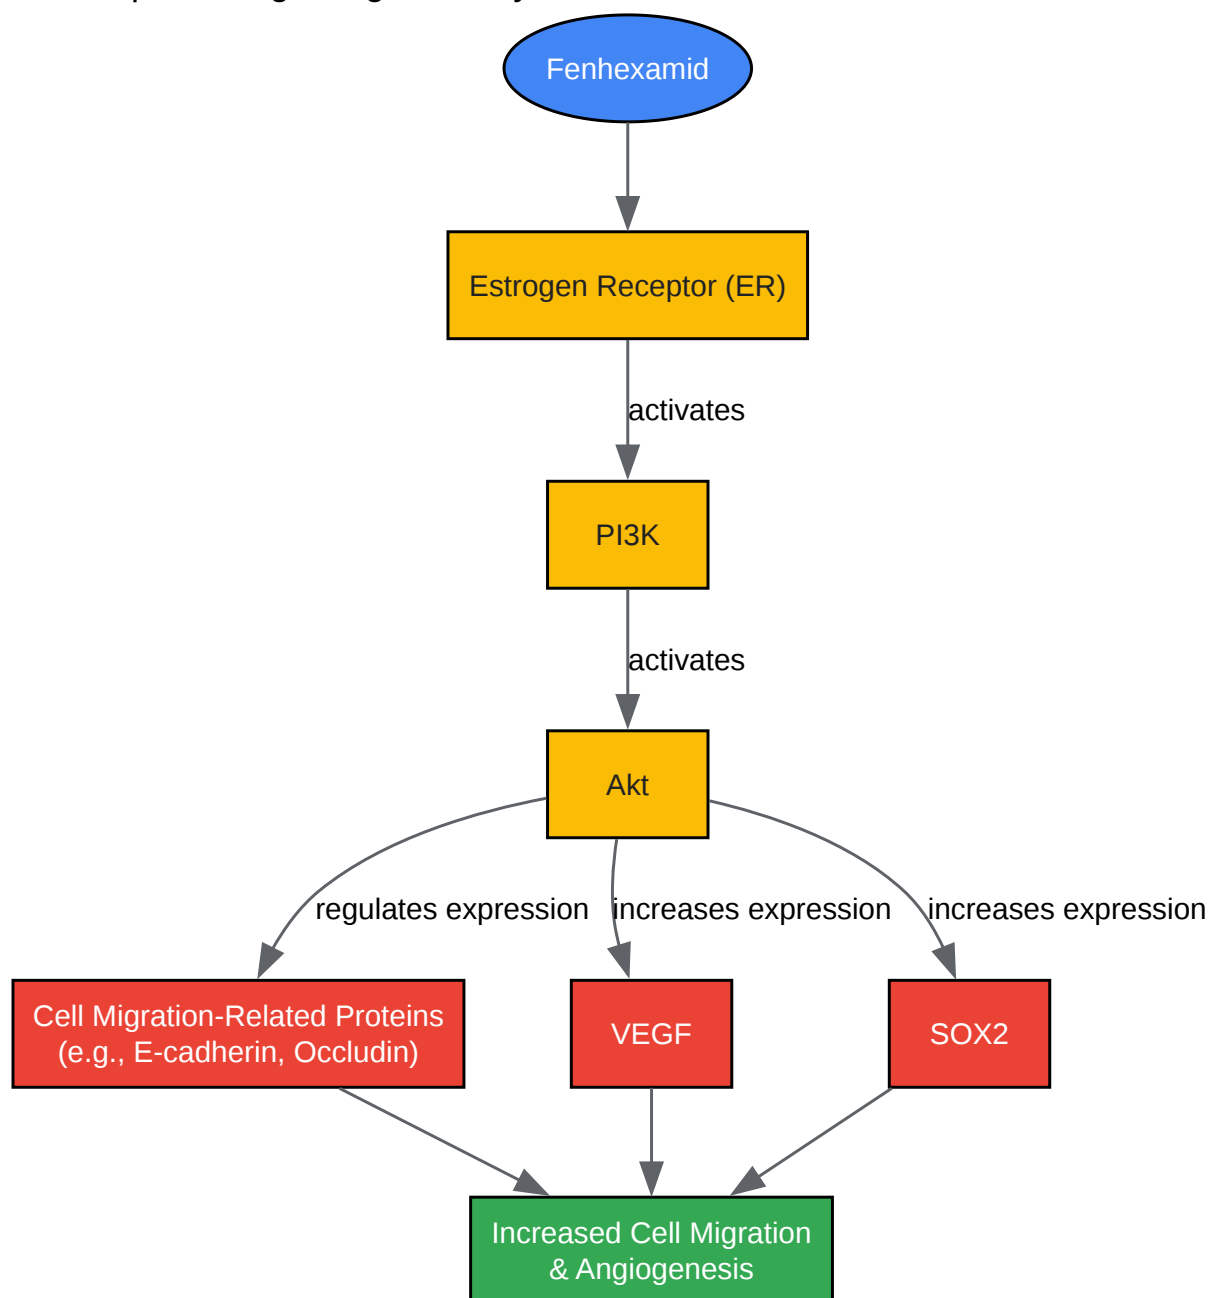 Fenhexamid
Estrogen Receptor (ER)
activates
PI3K
activates
Akt
regulates expression
increases expression
increases expression
Cell Migration-Related Proteins
(e.g., E-cadherin, Occludin)
VEGF
SOX2
Increased Cell Migration
& Angiogenesis